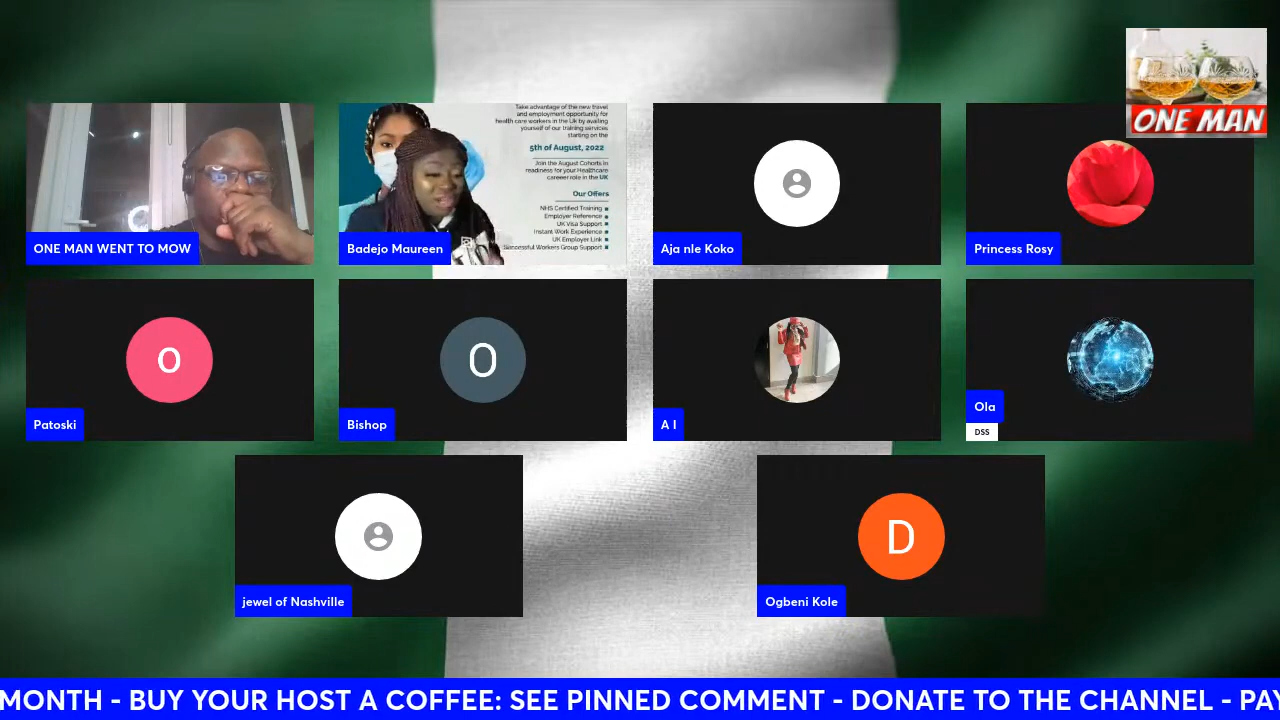 ONE MAN
Take advantage of the new travel
and employment opportunity for
health care workers in the UK by availing
yourself of our training services
starting on the
5th of August, 2022
Join the August Cohorts in
readiness for your Healthcare
career role in the UK
Our Offers
NHS Certified Training
Employer Reference
UK Visa Support
Instant Work Experience
UK Employer Link
Successful Workers Group Support
ONE MAN WENT TO MOW
Badejo Maureen
Aja nle Koko
Princess Rosy
O
O
Patoski
Bishop
A I
Ola
DSS
D
jewel of Nashville
Ogbeni Kole
MONTH - BUY YOUR HOST A COFFEE: SEE PINNED COMMENT - DONATE TO THE CHANNEL - PAY